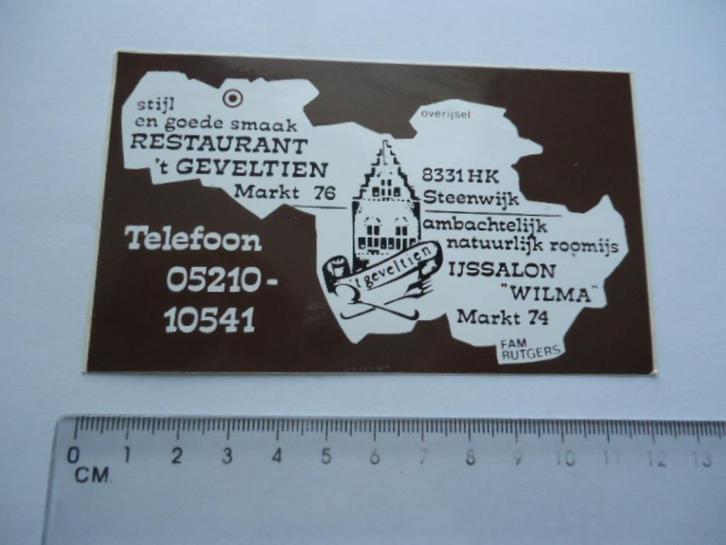 stijl
en goede smaak
RESTAURANT
't GEVELTIEN
Markt 76
Telefoon
05210-
10541
overijsel
8331 HK
Steenwijk
ambachtelijk
natuurlijk roomijs
IJSSALON
"WILMA"
Markt 74
't geveltien
FAM
RUTGERS
0 1 2 3 4 5 6 7 8 9 10 11 12 13
CM